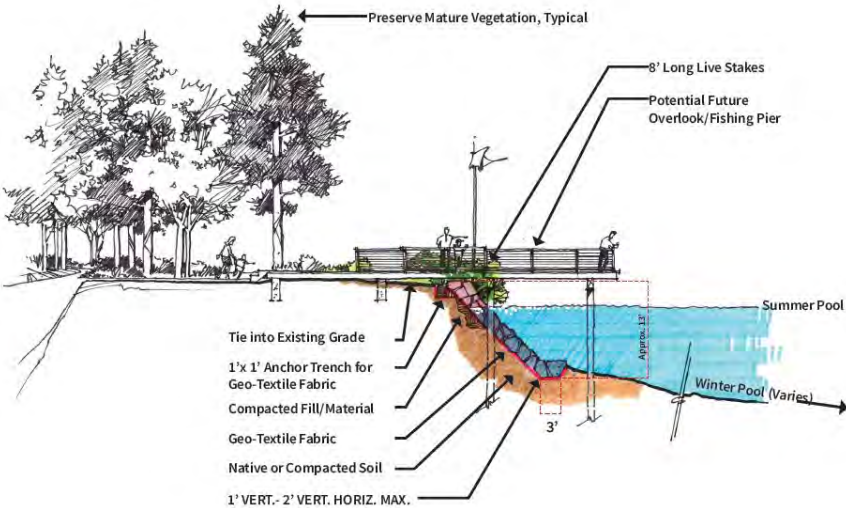 Preserve Mature Vegetation, Typical
8' Long Live Stakes
Potential Future
Overlook/Fishing Pier
Summer Pool
Approx. 13'
Tie into Existing Grade
1'x 1' Anchor Trench for
Geo-Textile Fabric
Compacted Fill/Material
Winter Pool (Varies)
Geo-Textile Fabric
3'
Native or Compacted Soil
1' VERT.- 2' VERT. HORIZ. MAX.